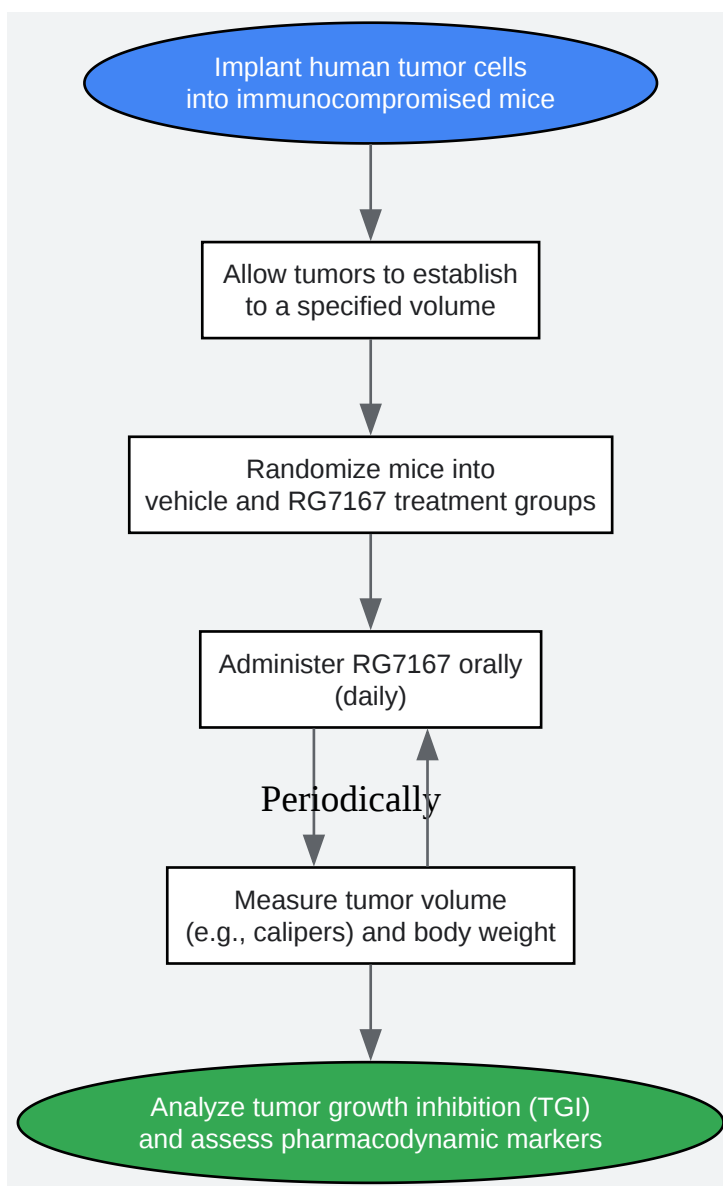 Implant human tumor cells
into immunocompromised mice
Allow tumors to establish
to a specified volume
Randomize mice into
vehicle and RG7167 treatment groups
Administer RG7167 orally
(daily)
Periodically
Measure tumor volume
(e.g., calipers) and body weight
Analyze tumor growth inhibition (TGI)
and assess pharmacodynamic markers